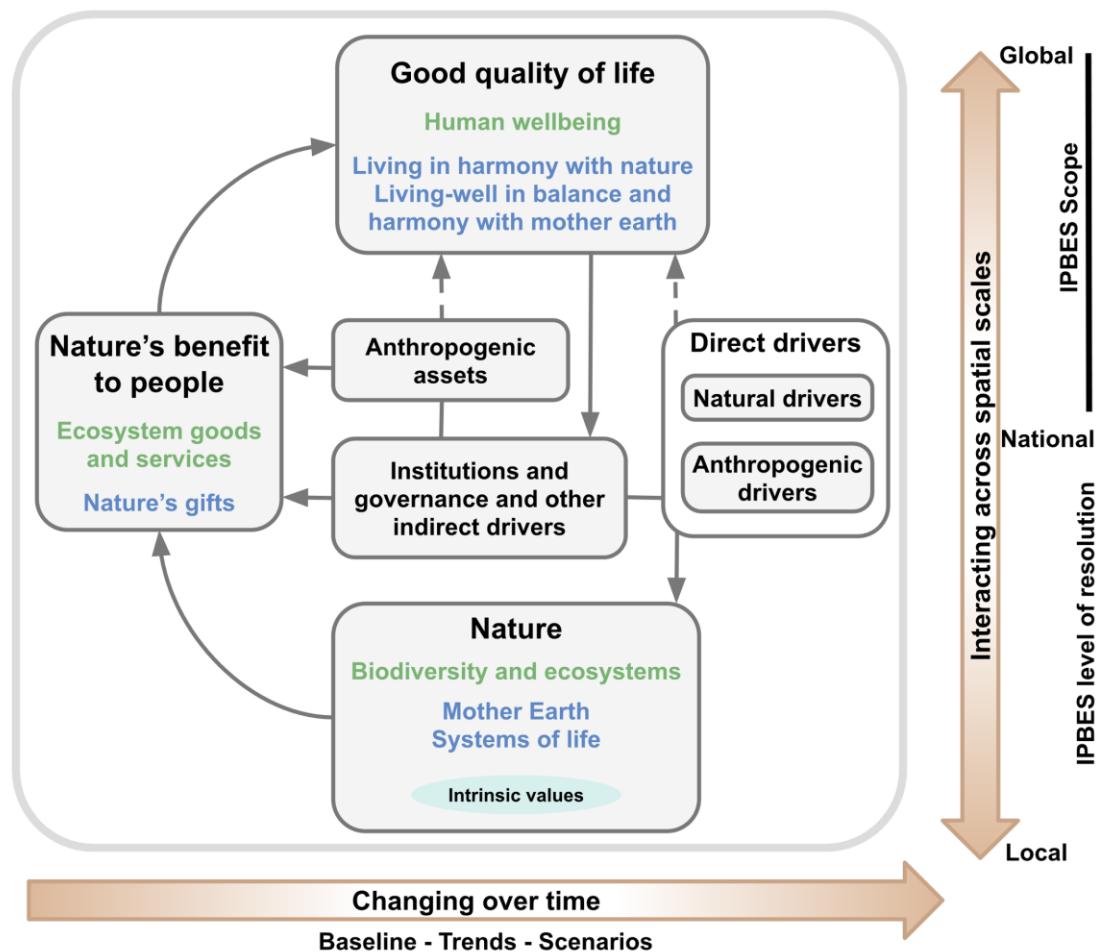 Good quality of life
Human wellbeing
Living in harmony with nature
Living-well in balance and
harmony with mother earth
Nature’s benefit
to people
Ecosystem goods
and services
Nature’s gifts
Anthropogenic
assets
Institutions and
governance and other
indirect drivers
Direct drivers
Natural drivers
Anthropogenic
drivers
Nature
Biodiversity and ecosystems
Mother Earth
Systems of life
Intrinsic values
Interacting across spatial scales
Global
IPBES Scope
National
IPBES level of resolution
Local
Changing over time
Baseline - Trends - Scenarios